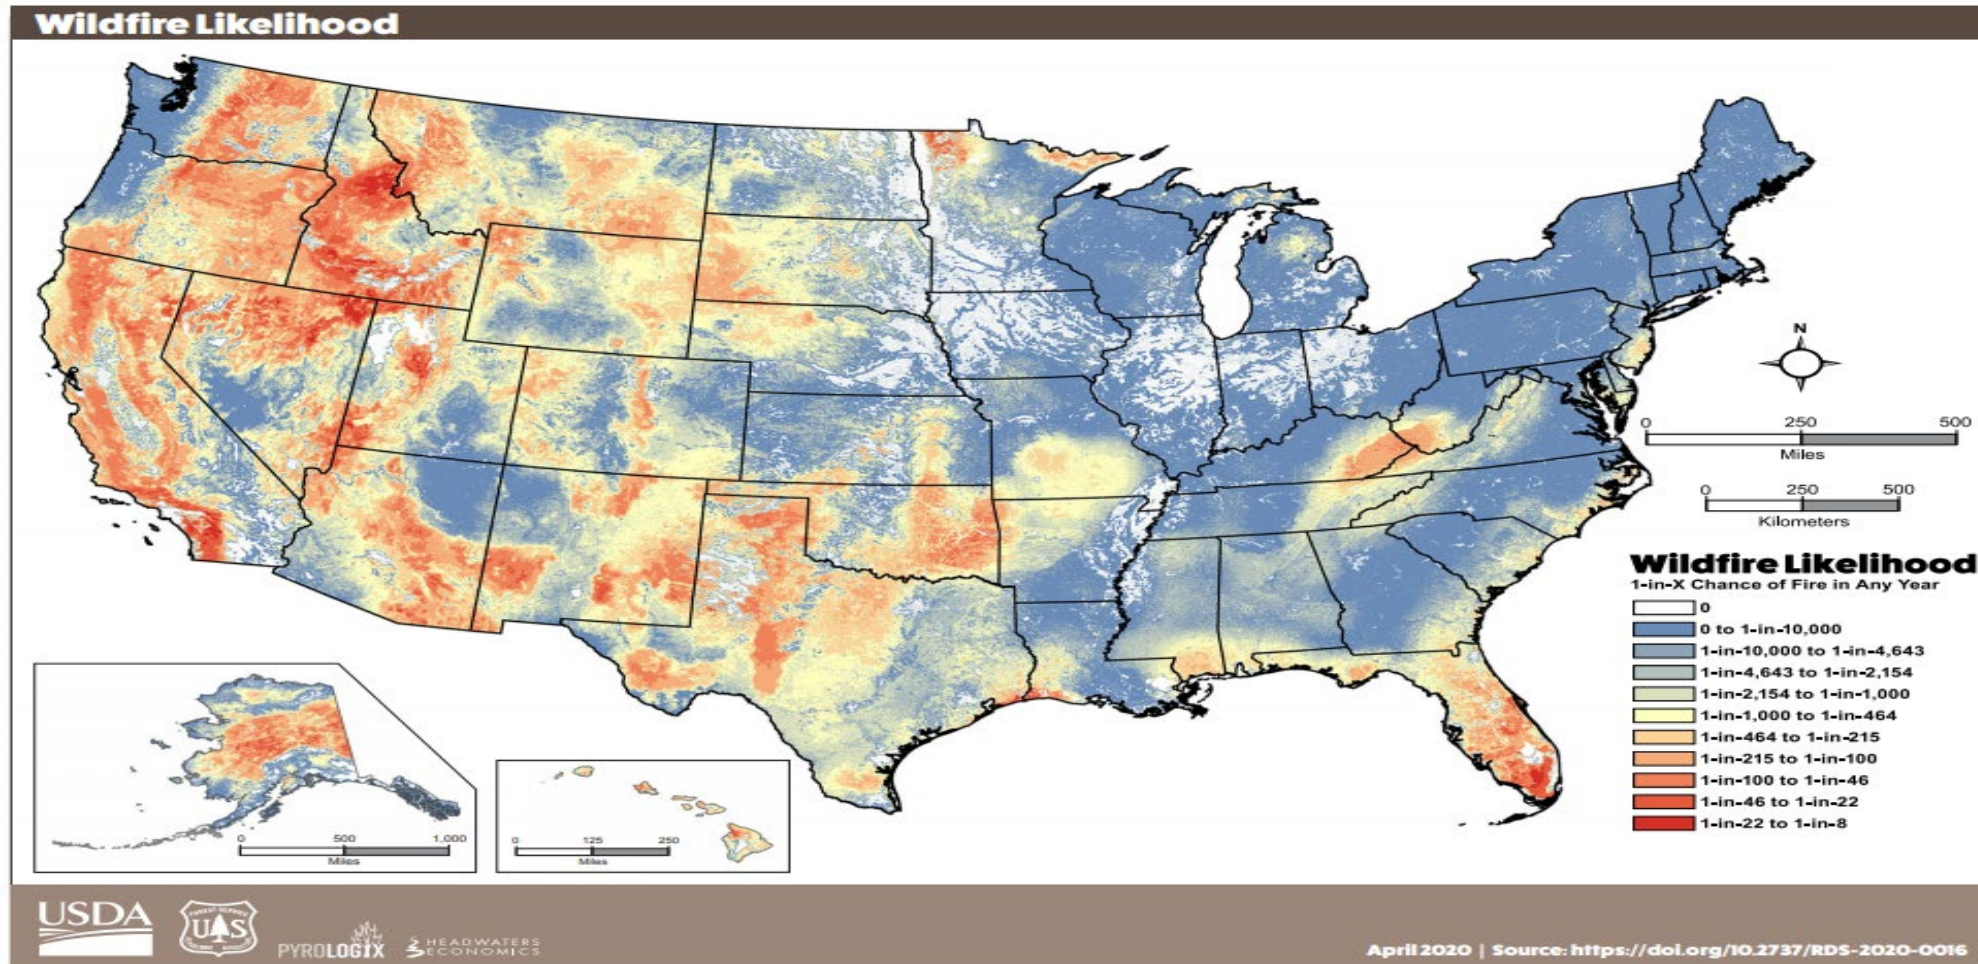 Wildfire Likelihood
N
0 250 500
Miles
0 250 500
Kilometers
Wildfire Likelihood
1-in-X Chance of Fire in Any Year
0
0 to 1-in-10,000
1-in-10,000 to 1-in-4,643
1-in-4,643 to 1-in-2,154
1-in-2,154 to 1-in-1,000
1-in-1,000 to 1-in-464
1-in-464 to 1-in-215
1-in-215 to 1-in-100
1-in-100 to 1-in-46
1-in-46 to 1-in-22
1-in-22 to 1-in-8
0 500 1,000
Miles
0 125 250
Miles
USDA
FOREST SERVICE
U S
PYROLOGIX
HEADWATERS
ECONOMICS
April 2020 | Source: https://doi.org/10.2737/RDS-2020-0016